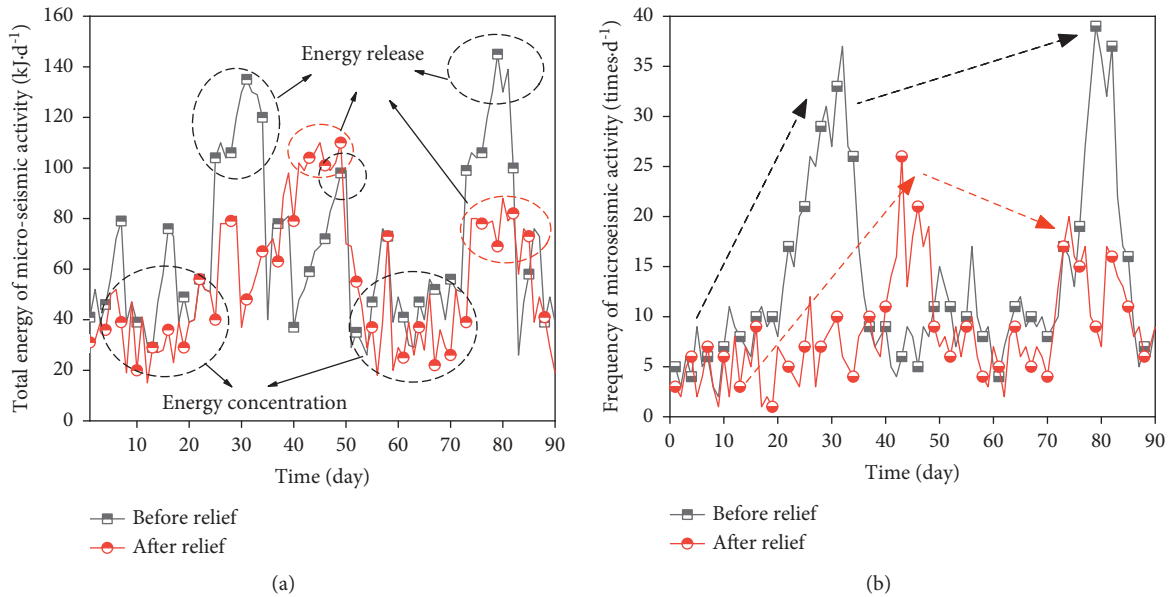 (a)
Total energy of micro-seismic activity (kJ·d⁻¹)
160
140
120
100
80
60
40
20
0
Energy release
Energy concentration
10 20 30 40 50 60 70 80 90
Time (day)
Before relief
After relief
(a)
(b)
Frequency of microseismic activity (times·d⁻¹)
40
35
30
25
20
15
10
5
0
0 10 20 30 40 50 60 70 80 90
Time (day)
Before relief
After relief
(b)